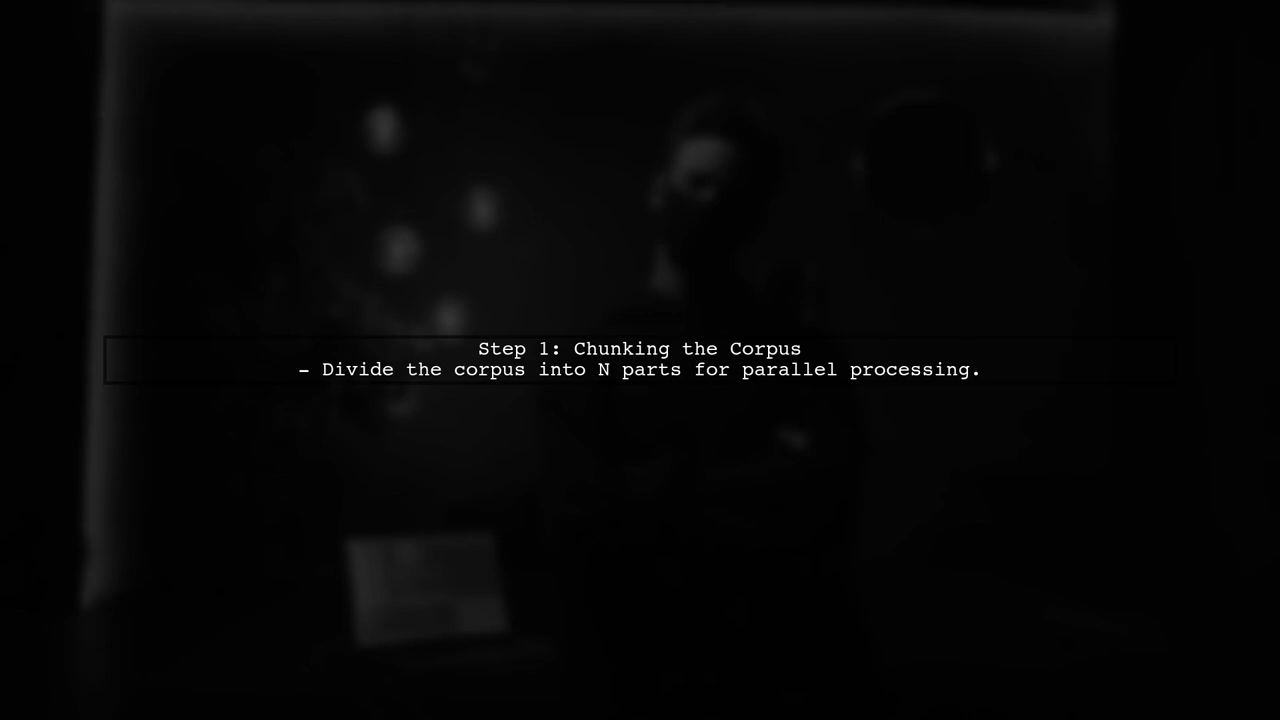 Step 1: Chunking the Corpus
– Divide the corpus into N parts for parallel processing.